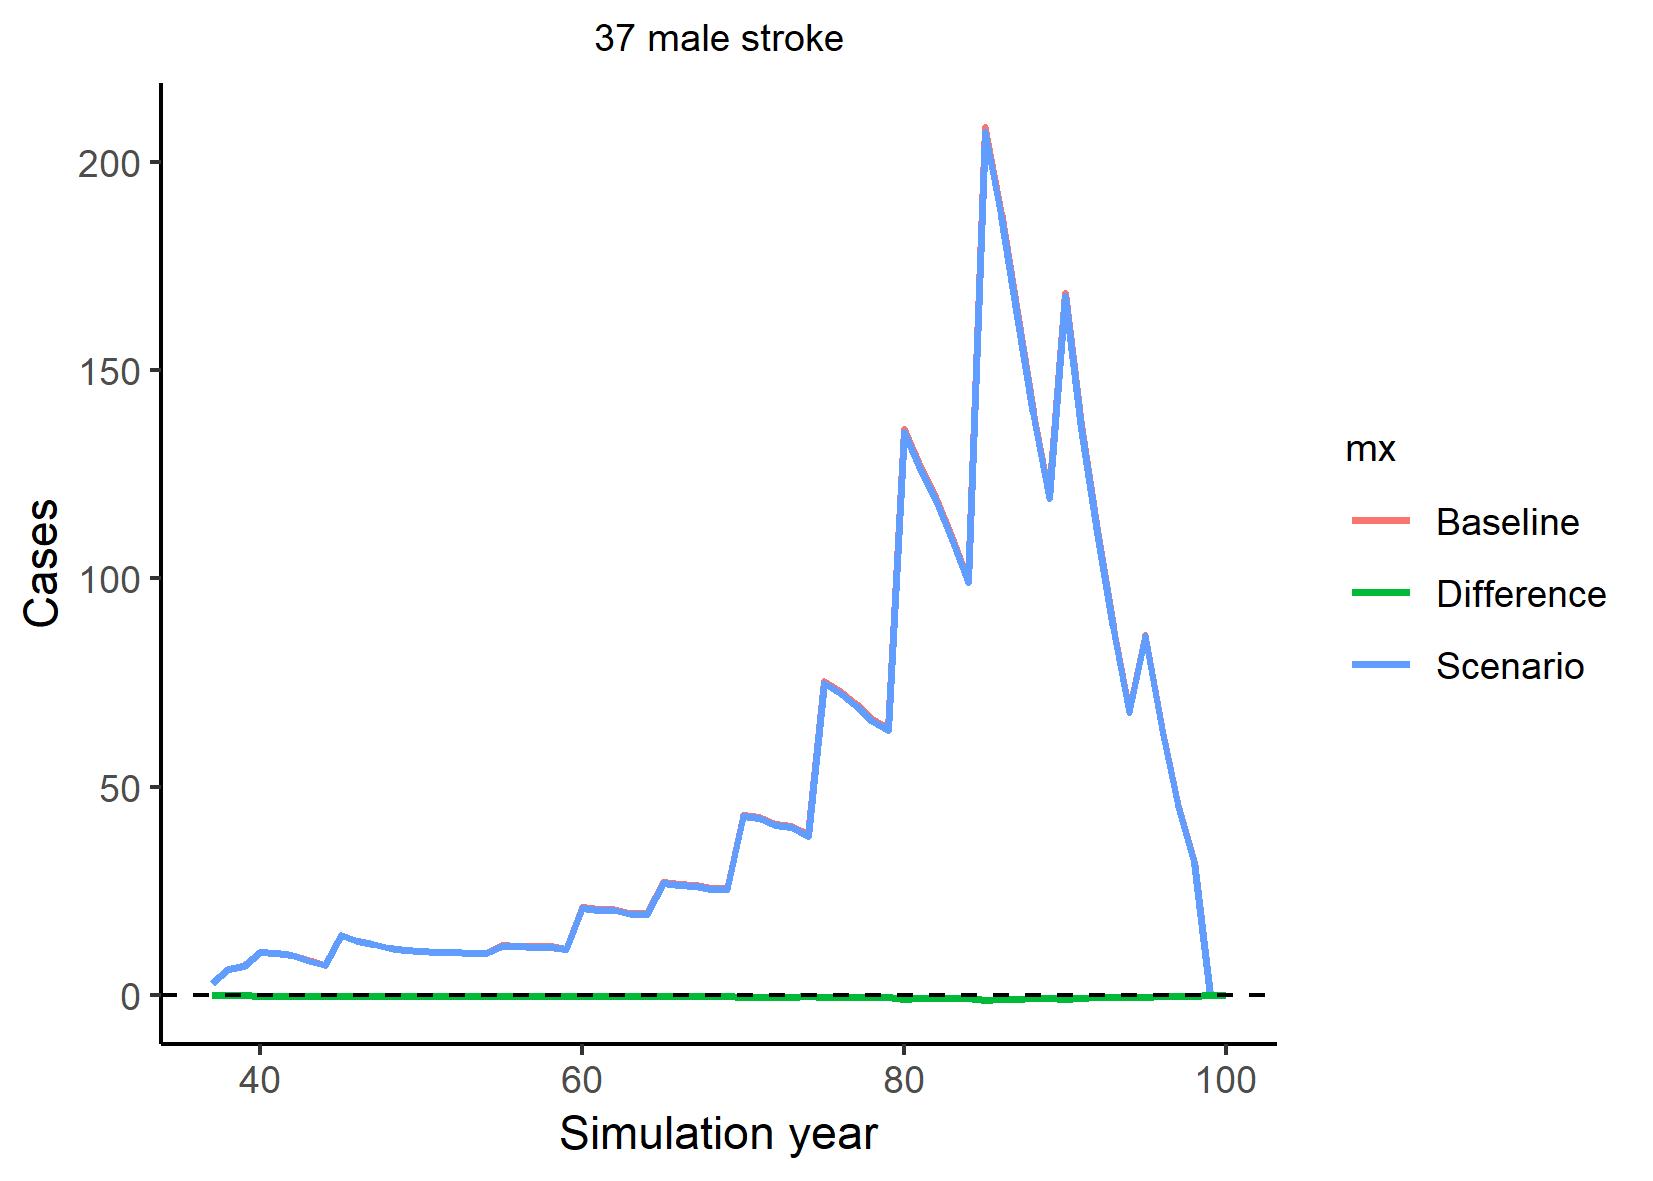 37 male stroke
200
150
100
50
0
Cases
40
60
80
100
Simulation year
mx
Baseline
Difference
Scenario